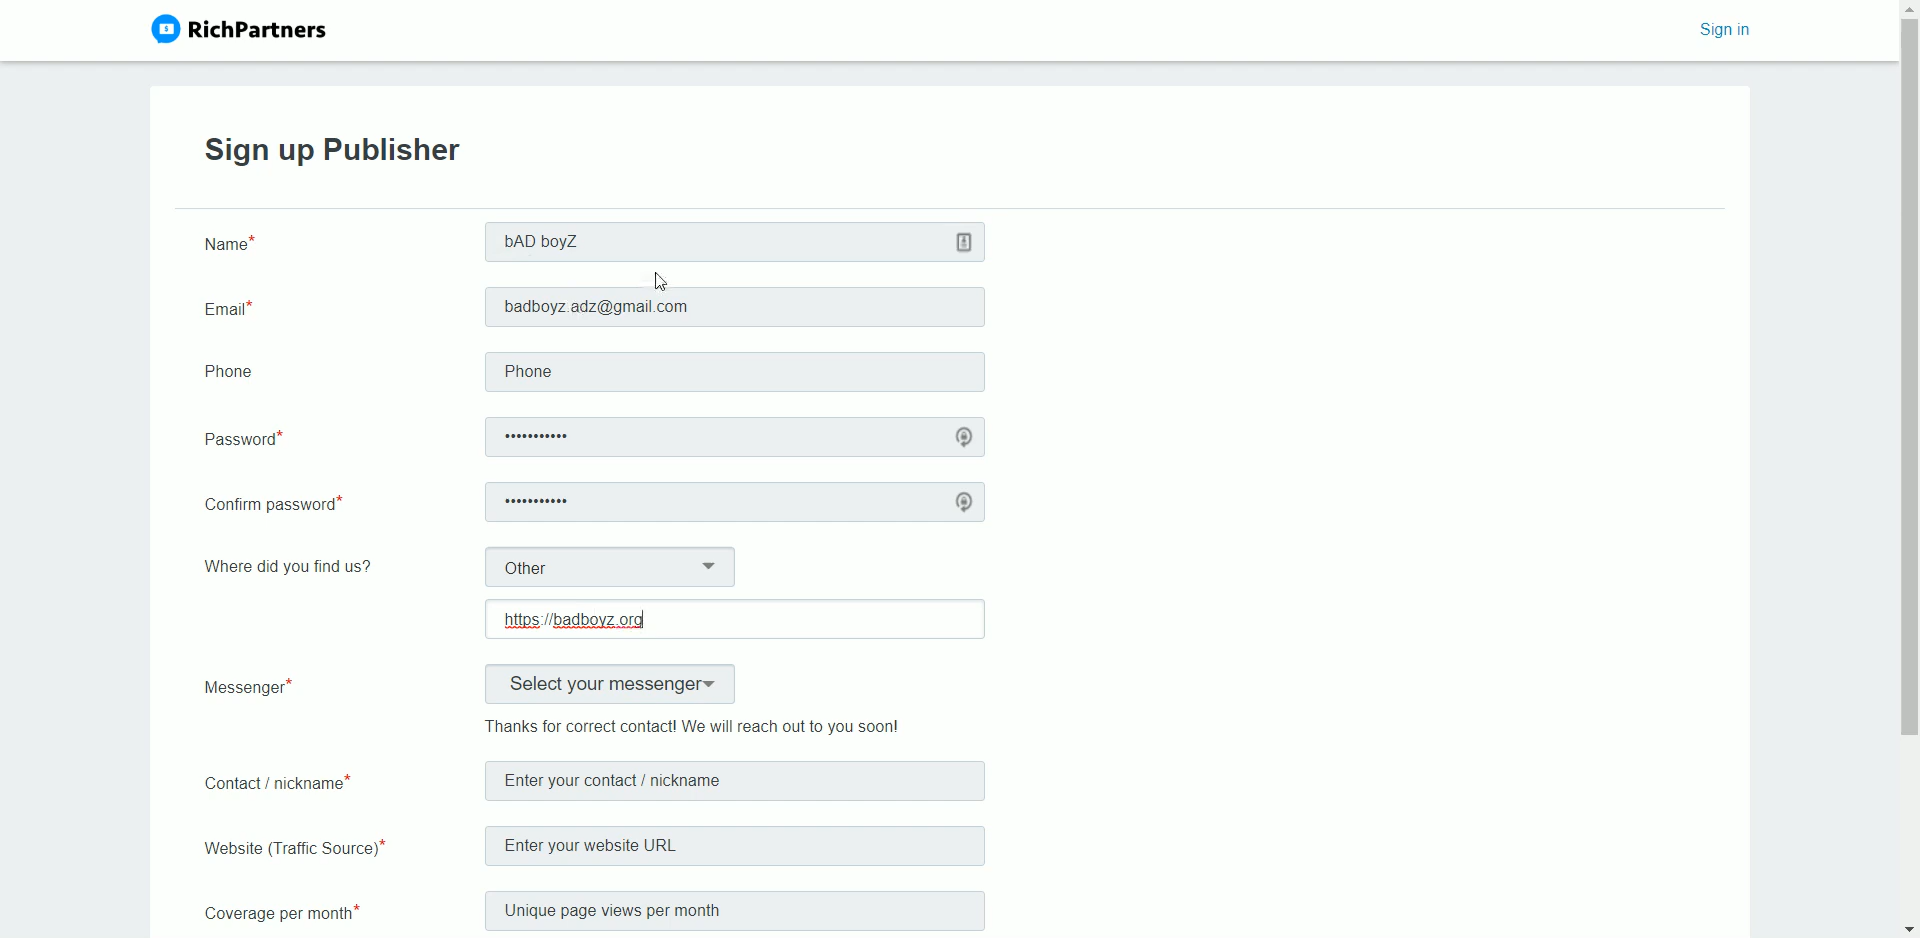 RichPartners
Sign in
Sign up Publisher
Name*
bAD boyZ
Email*
badboyz.adz@gmail.com
Phone
Phone
Password*
•••••••••••
Confirm password*
•••••••••••
Where did you find us?
Other
https://badboyz.org
Messenger*
Select your messenger
Thanks for correct contact! We will reach out to you soon!
Contact / nickname*
Enter your contact / nickname
Website (Traffic Source)*
Enter your website URL
Coverage per month*
Unique page views per month